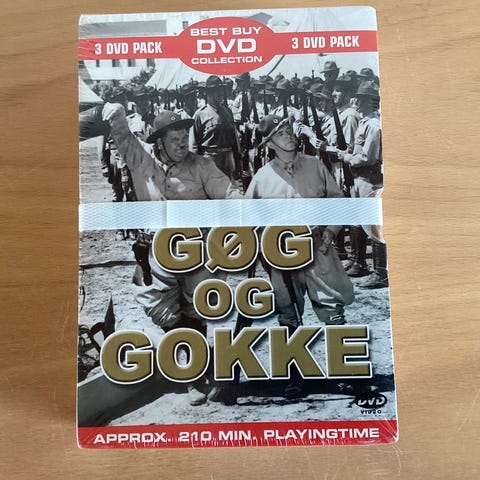 3 DVD PACK
BEST BUY
DVD
COLLECTION
3 DVD PACK
GØG
OG
GOKKE
DVD
VIDEO
APPROX. 210 MIN. PLAYINGTIME